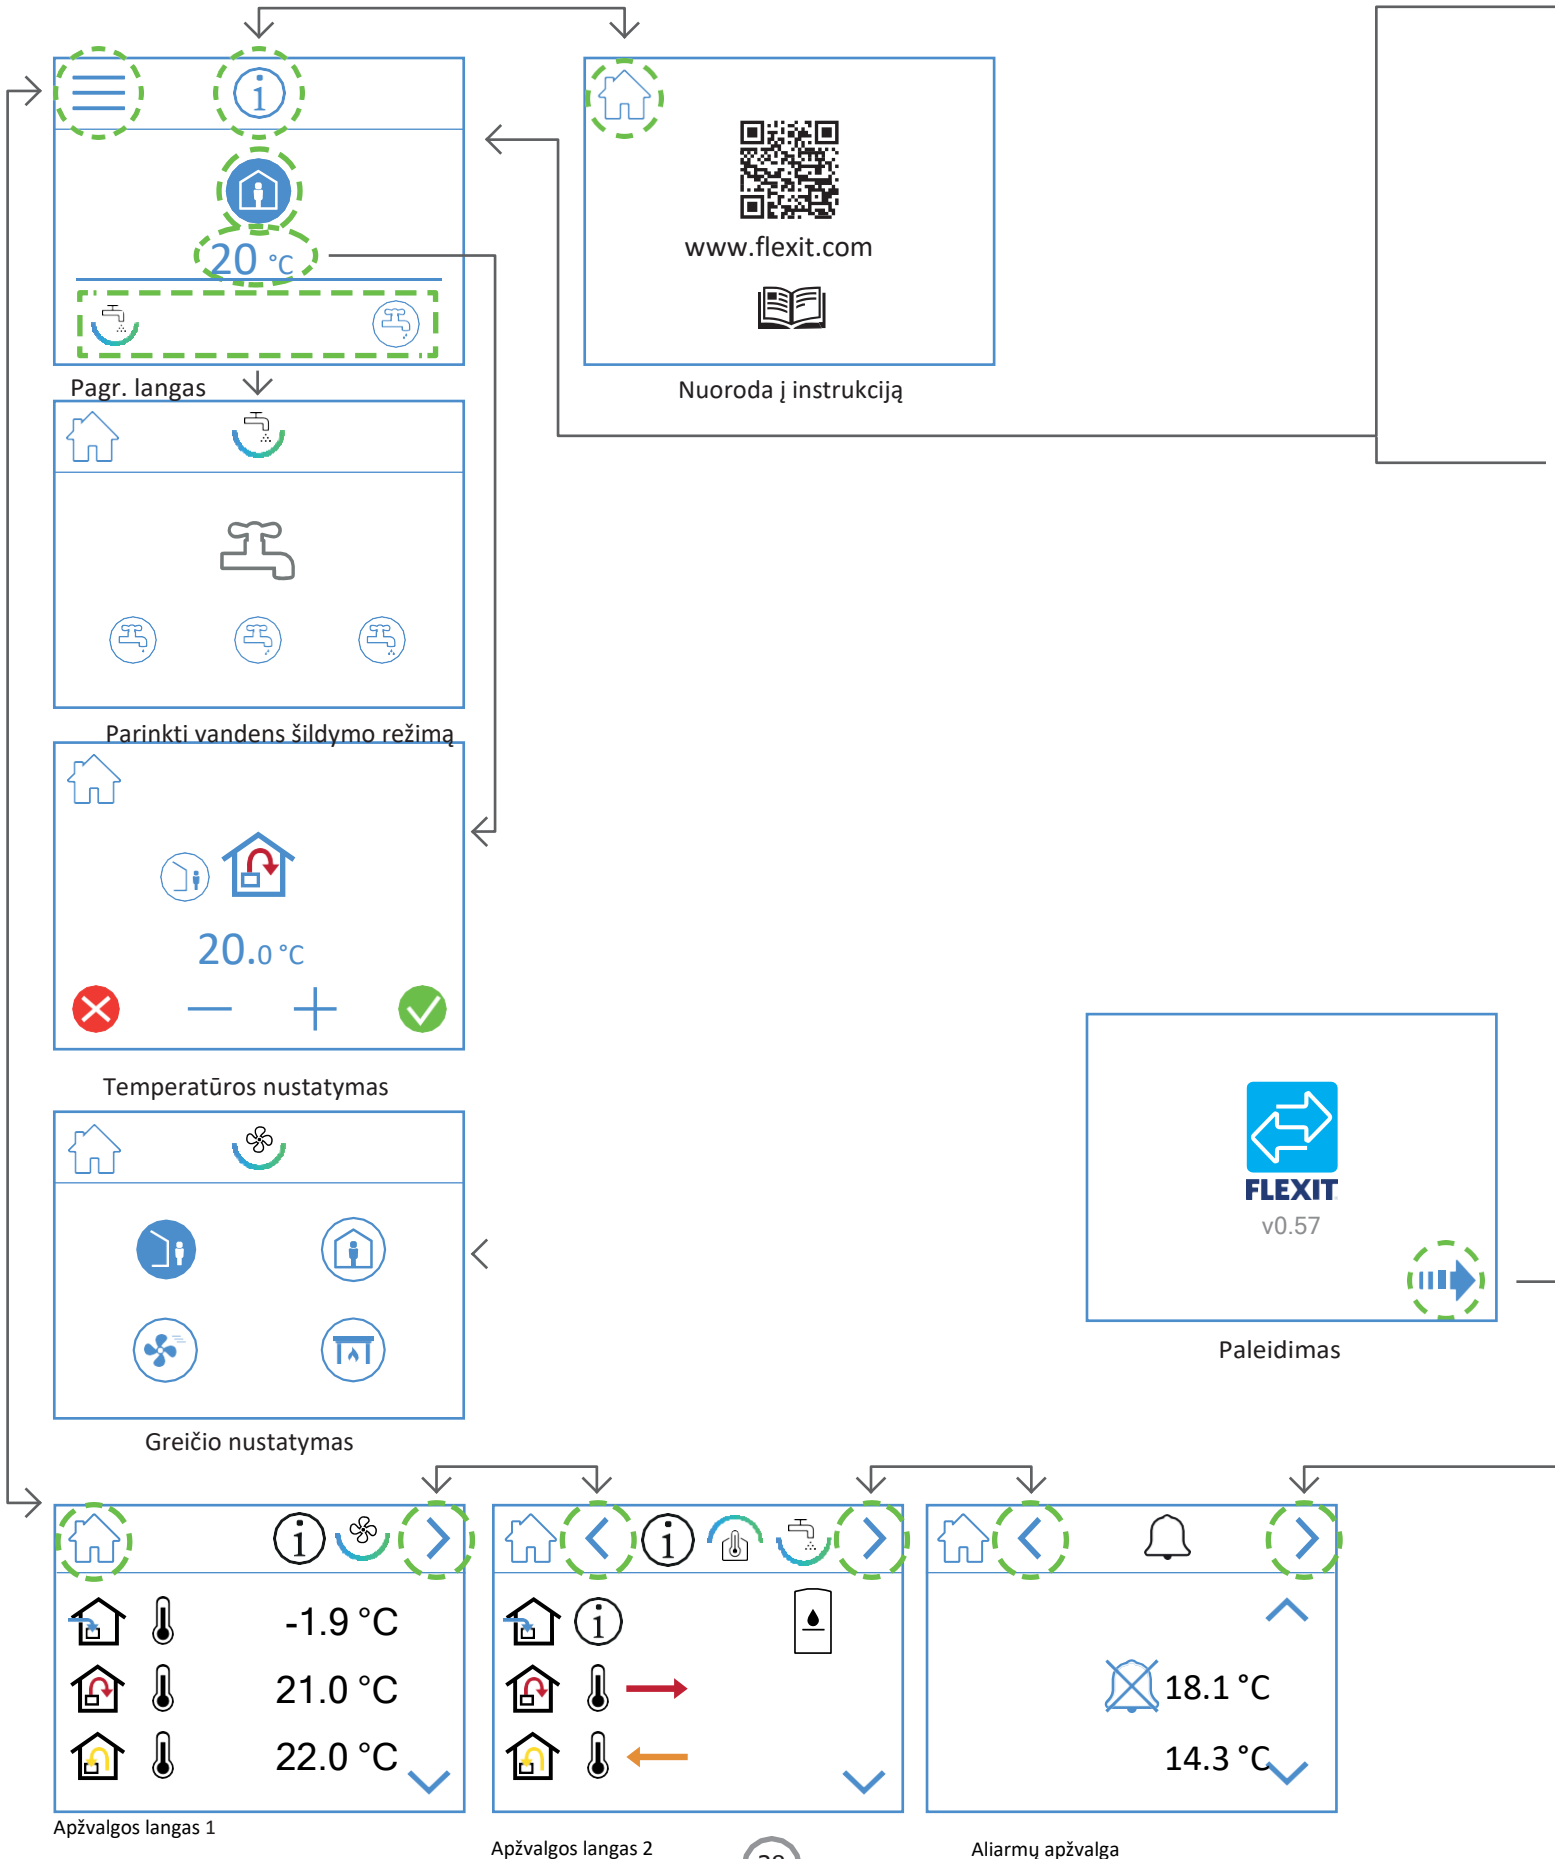 20 °C
Pagr. langas
www.flexit.com
Nuoroda į instrukciją
Parinkti vandens šildymo režimą
20.0 °C
Temperatūros nustatymas
Greičio nustatymas
FLEXIT
v0.57
Paleidimas
-1.9 °C
21.0 °C
22.0 °C
Apžvalgos langas 1
Apžvalgos langas 2
18.1 °C
14.3 °C
Aliarmų apžvalga